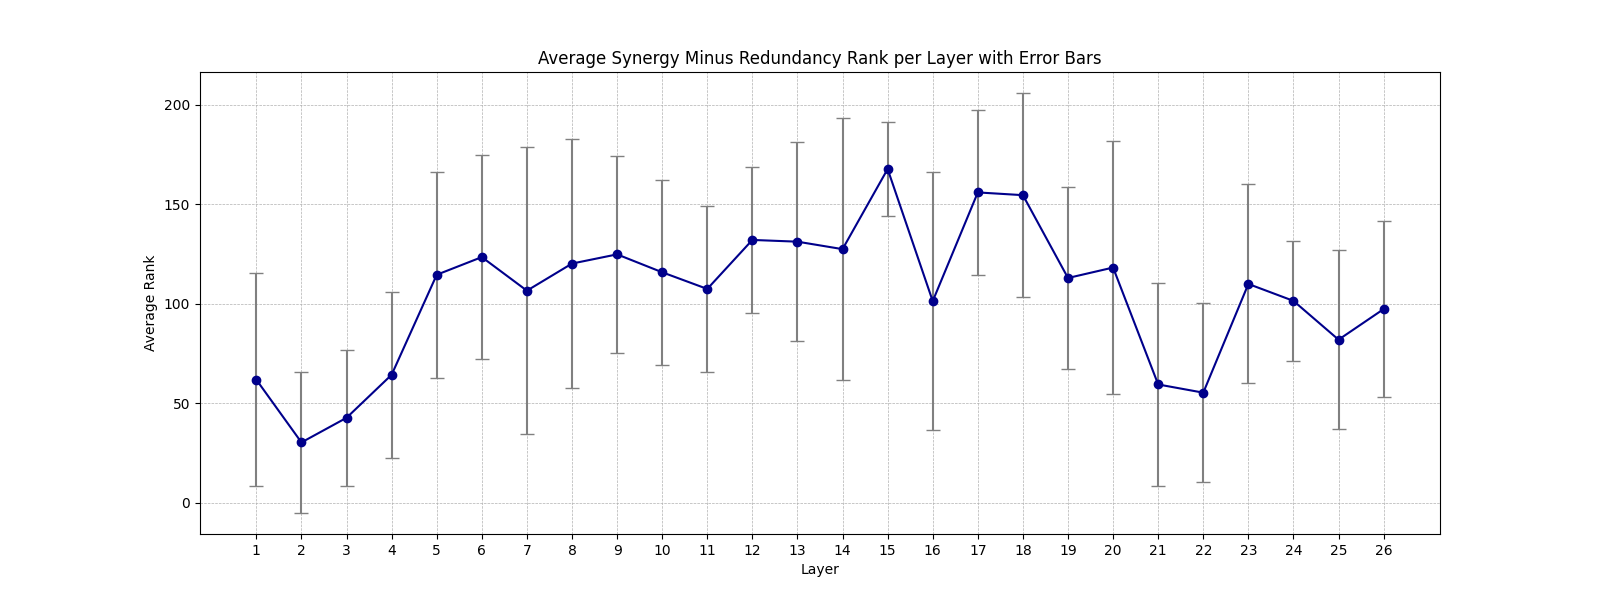 Average Synergy Minus Redundancy Rank per Layer with Error Bars
200
150
100
50
0
Average Rank
1 2 3 4 5 6 7 8 9 10 11 12 13 14 15 16 17 18 19 20 21 22 23 24 25 26
Layer